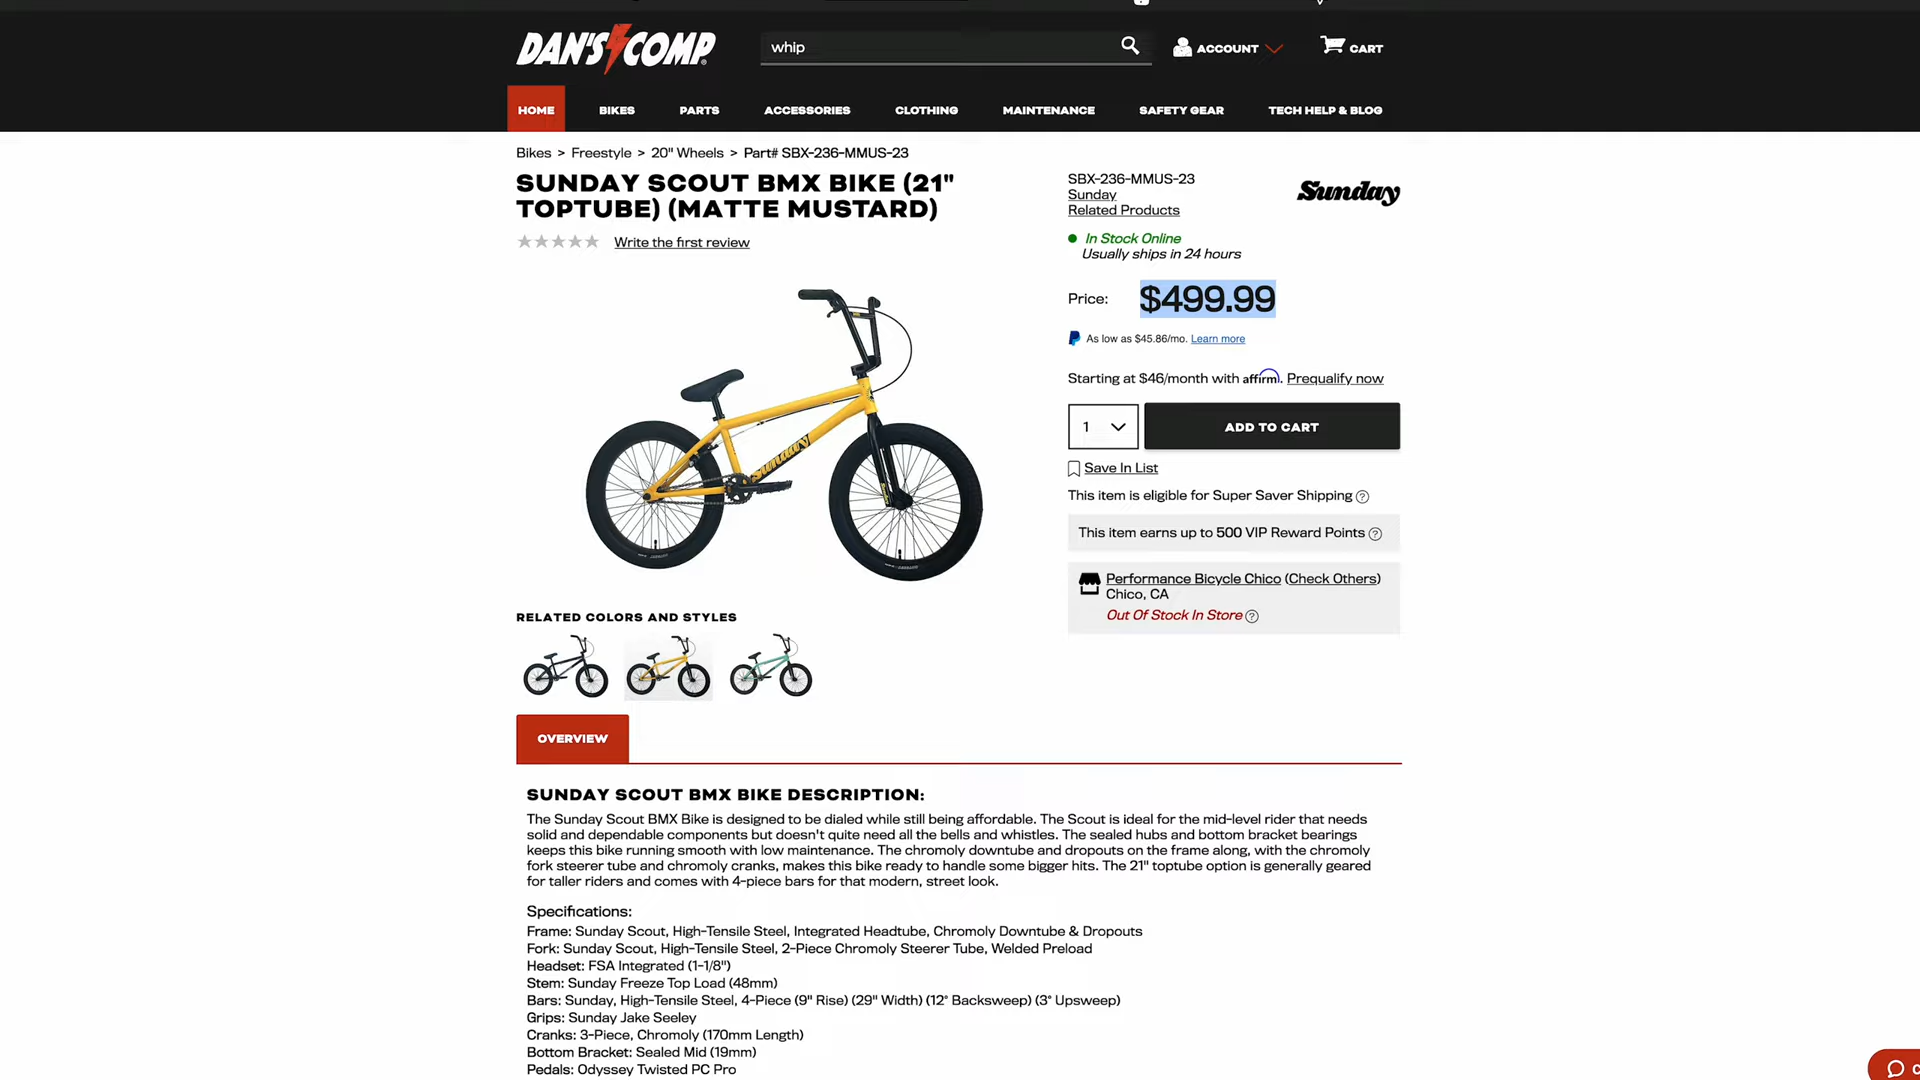 DAN'S COMP
whip
ACCOUNT
CART
HOME
BIKES
PARTS
ACCESSORIES
CLOTHING
MAINTENANCE
SAFETY GEAR
TECH HELP & BLOG
Bikes > Freestyle > 20" Wheels > Part# SBX-236-MMUS-23
SUNDAY SCOUT BMX BIKE (21"
TOPTUBE) (MATTE MUSTARD)
Write the first review
SBX-236-MMUS-23
Sunday
Related Products
Sunday
In Stock Online
Usually ships in 24 hours
Price: $499.99
As low as $45.86/mo. Learn more
Starting at $46/month with affirm. Prequalify now
1
ADD TO CART
Save In List
This item is eligible for Super Saver Shipping ?
This item earns up to 500 VIP Reward Points ?
Performance Bicycle Chico (Check Others)
Chico, CA
Out Of Stock In Store ?
sunday
RELATED COLORS AND STYLES
OVERVIEW
SUNDAY SCOUT BMX BIKE DESCRIPTION:
The Sunday Scout BMX Bike is designed to be dialed while still being affordable. The Scout is ideal for the mid-level rider that needs
solid and dependable components but doesn't quite need all the bells and whistles. The sealed hubs and bottom bracket bearings
keeps this bike running smooth with low maintenance. The chromoly downtube and dropouts on the frame along, with the chromoly
fork steerer tube and chromoly cranks, makes this bike ready to handle some bigger hits. The 21" toptube option is generally geared
for taller riders and comes with 4-piece bars for that modern, street look.
Specifications:
Frame: Sunday Scout, High-Tensile Steel, Integrated Headtube, Chromoly Downtube & Dropouts
Fork: Sunday Scout, High-Tensile Steel, 2-Piece Chromoly Steerer Tube, Welded Preload
Headset: FSA Integrated (1-1/8")
Stem: Sunday Freeze Top Load (48mm)
Bars: Sunday, High-Tensile Steel, 4-Piece (9" Rise) (29" Width) (12° Backsweep) (3° Upsweep)
Grips: Sunday Jake Seeley
Cranks: 3-Piece, Chromoly (170mm Length)
Bottom Bracket: Sealed Mid (19mm)
Pedals: Odyssey Twisted PC Pro